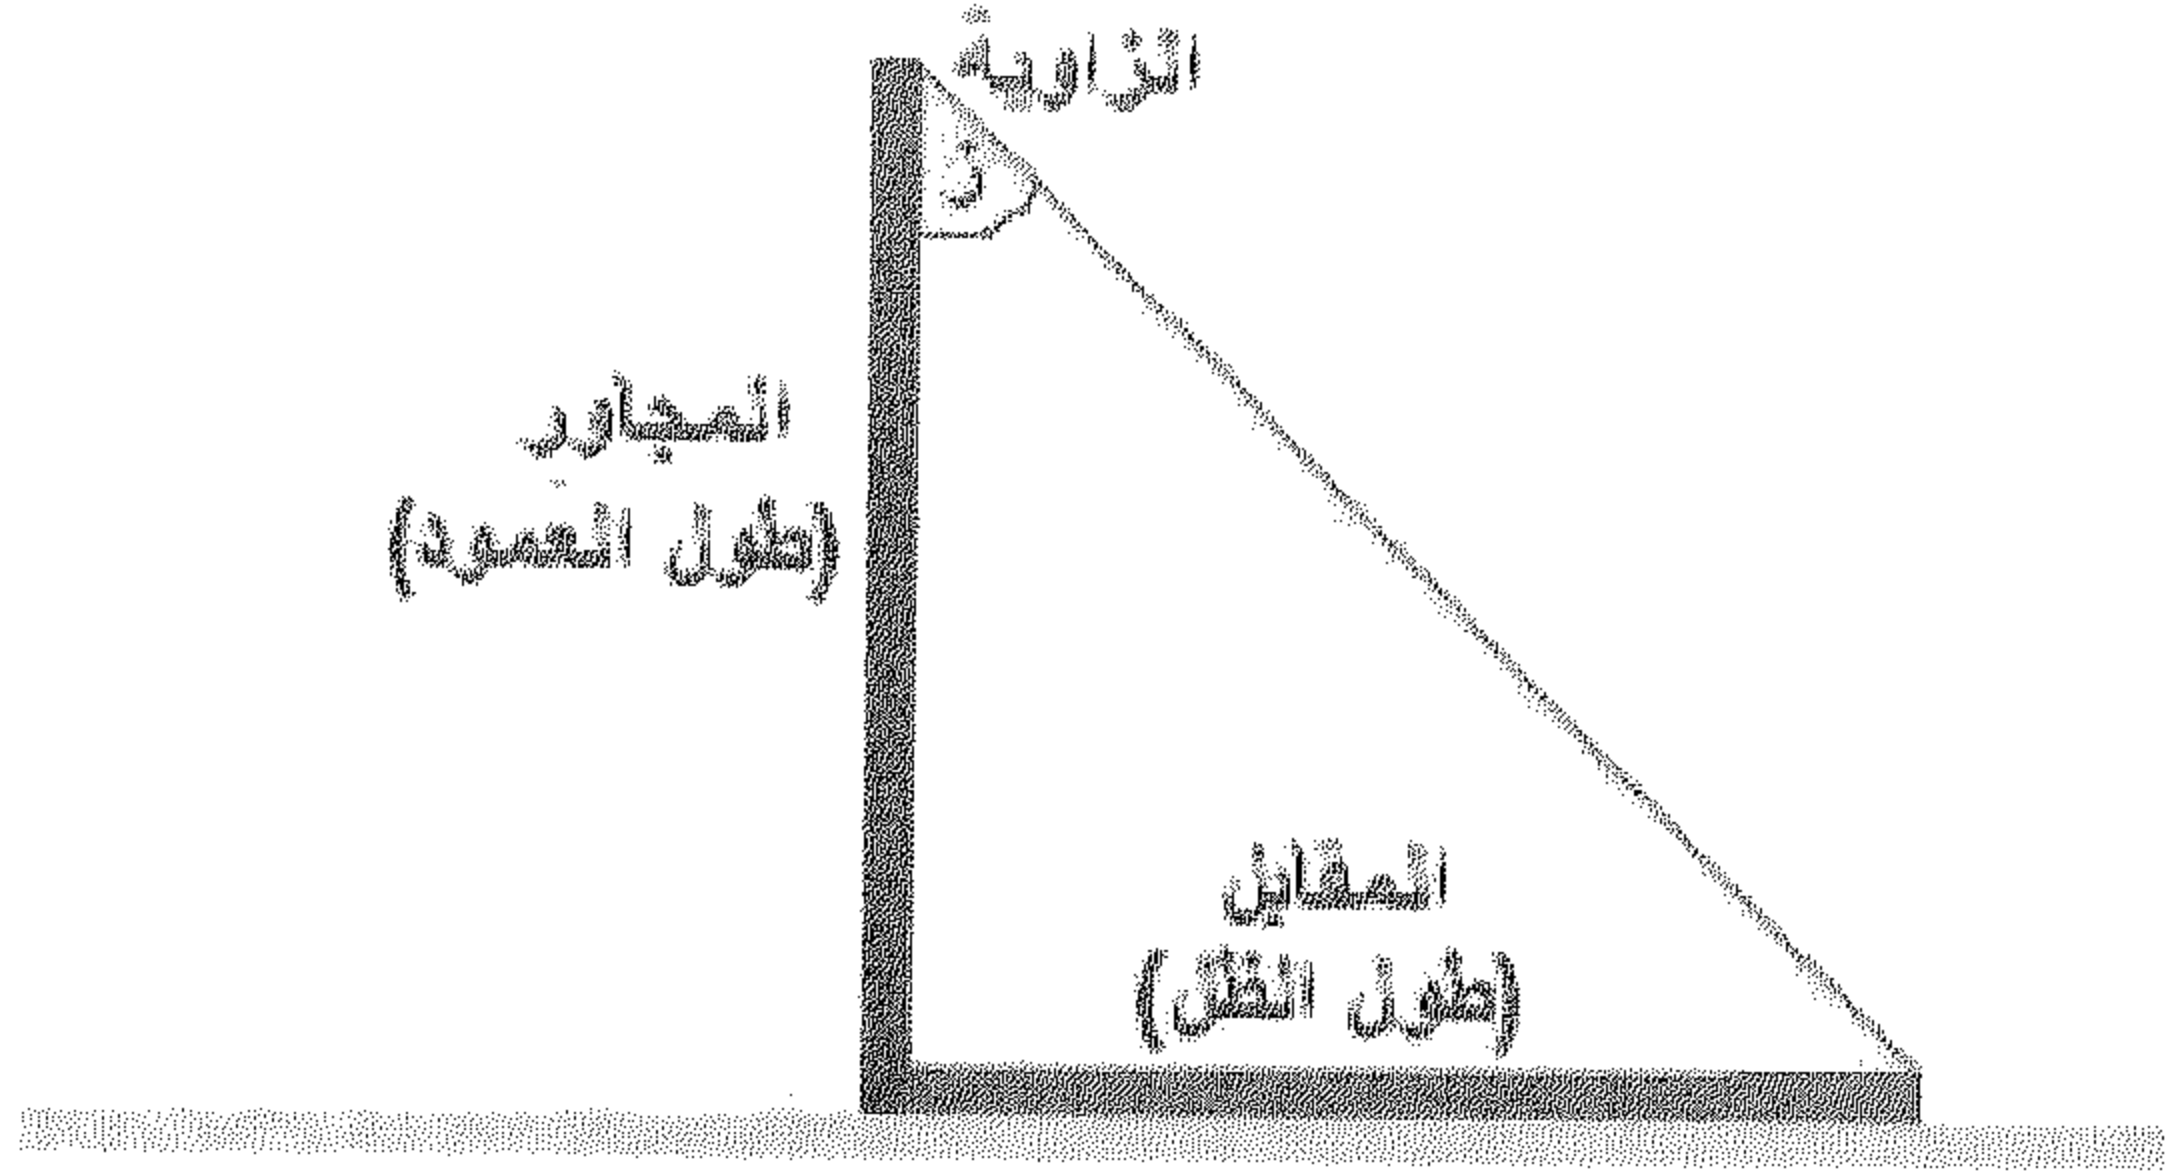 الزاوية
ن
المجاور
(طول العمود)
المقابل
(طول الظل)